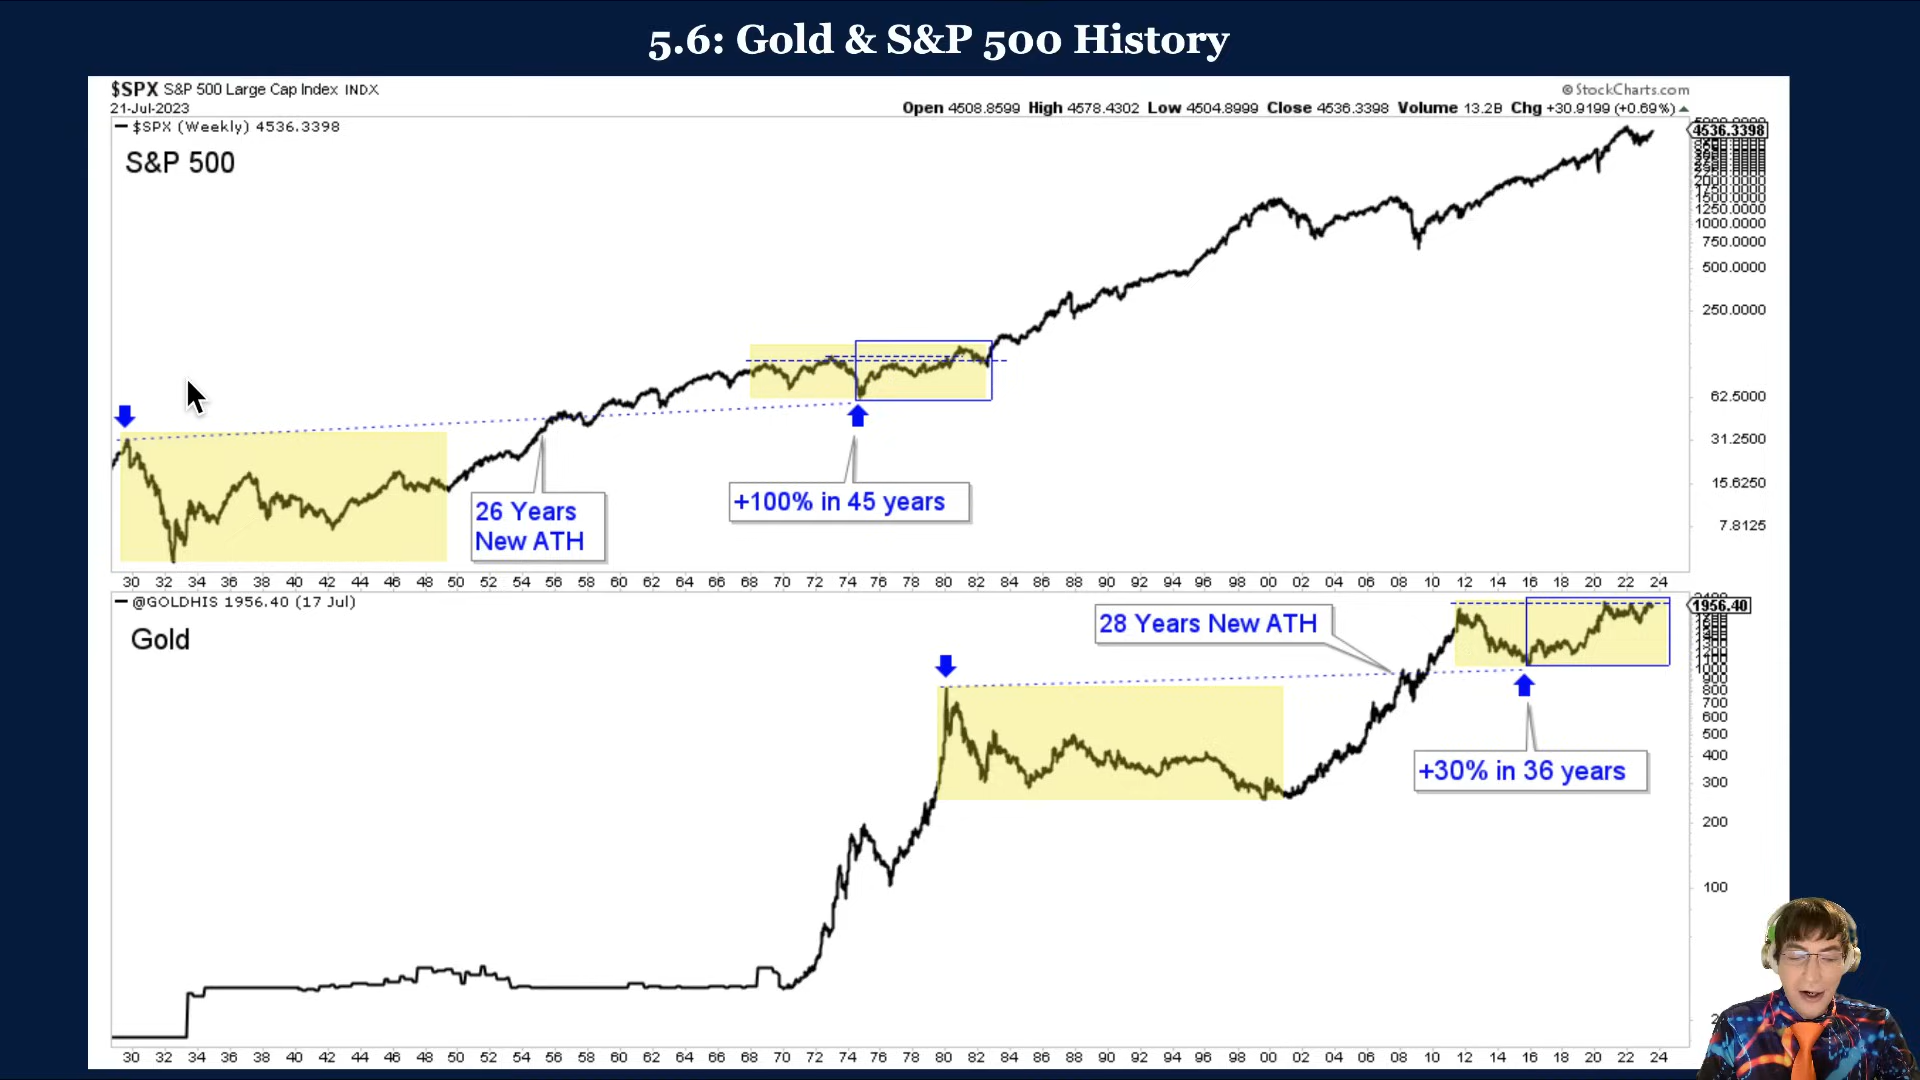 5.6: Gold & S&P 500 History
$SPX S&P 500 Large Cap Index INDX
© StockCharts.com
21-Jul-2023
Open 4508.8599 High 4578.4302 Low 4504.8999 Close 4536.3398 Volume 13.2B Chg +30.9199 (+0.69%)
$SPX (Weekly) 4536.3398
S&P 500
4536.3398
2000.0000
1750.0000
1500.0000
1250.0000
1000.0000
750.0000
500.0000
250.0000
62.5000
31.2500
15.6250
7.8125
26 Years
New ATH
+100% in 45 years
30 32 34 36 38 40 42 44 46 48 50 52 54 56 58 60 62 64 66 68 70 72 74 76 78 80 82 84 86 88 90 92 94 96 98 00 02 04 06 08 10 12 14 16 18 20 22 24
@GOLDHIS 1956.40 (17 Jul)
Gold
28 Years New ATH
+30% in 36 years
1956.40
1000
900
800
700
600
500
400
300
200
100
30 32 34 36 38 40 42 44 46 48 50 52 54 56 58 60 62 64 66 68 70 72 74 76 78 80 82 84 86 88 90 92 94 96 98 00 02 04 06 08 10 12 14 16 18 20 22 24